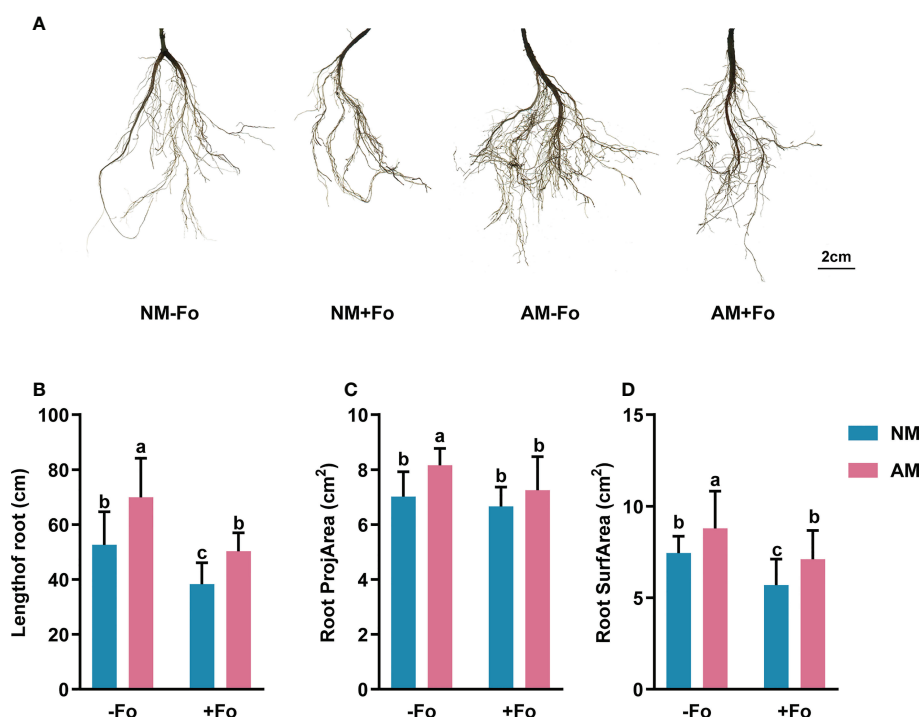 A
2cm
NM-Fo NM+Fo AM-Fo AM+Fo
B
Lengthof root (cm)
100
80
60
40
20
0
b
a
c
b
-Fo +Fo
C
Root ProjArea (cm²)
10
8
6
4
2
0
b
a
b
b
-Fo +Fo
D
Root SurfArea (cm²)
15
10
5
0
b
a
c
b
-Fo +Fo
NM
AM